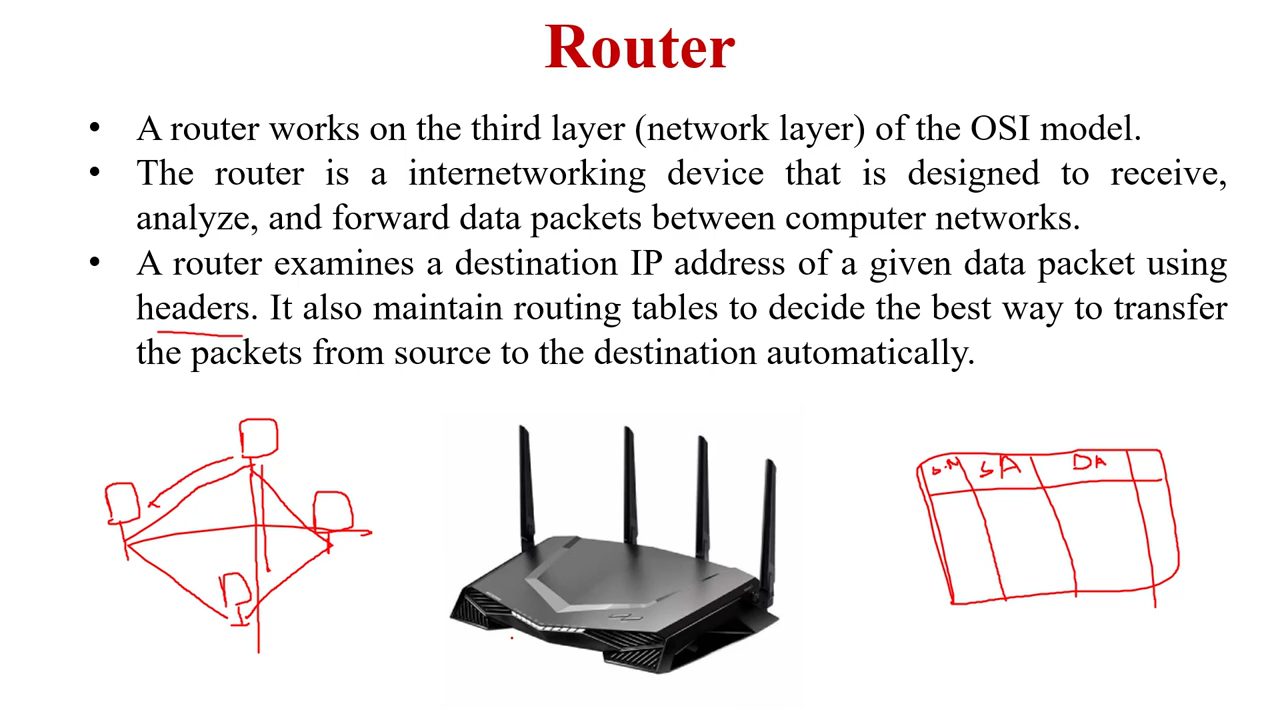 Router
• A router works on the third layer (network layer) of the OSI model.
• The router is a internetworking device that is designed to receive,
analyze, and forward data packets between computer networks.
• A router examines a destination IP address of a given data packet using
headers. It also maintain routing tables to decide the best way to transfer
the packets from source to the destination automatically.
SA DA